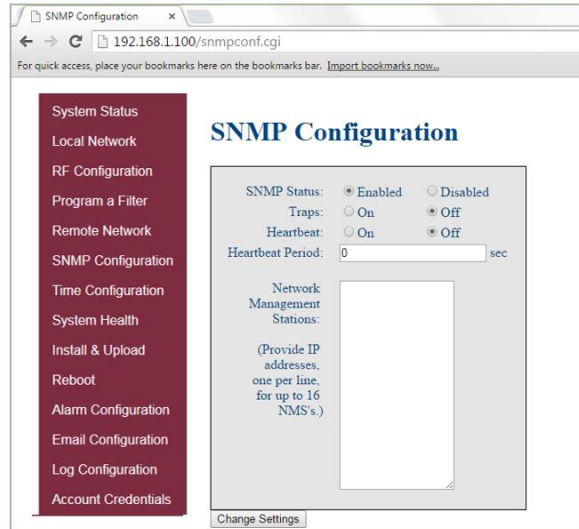 SNMP Configuration
192.168.1.100/snmpconf.cgi
For quick access, place your bookmarks here on the bookmarks bar. Import bookmarks now...
System Status
Local Network
RF Configuration
Program a Filter
Remote Network
SNMP Configuration
Time Configuration
System Health
Install & Upload
Reboot
Alarm Configuration
Email Configuration
Log Configuration
Account Credentials
SNMP Configuration
SNMP Status: Enabled Disabled
Traps: On Off
Heartbeat: On Off
Heartbeat Period: 0 sec
Network
Management
Stations:
(Provide IP
addresses,
one per line,
for up to 16
NMS's.)
Change Settings